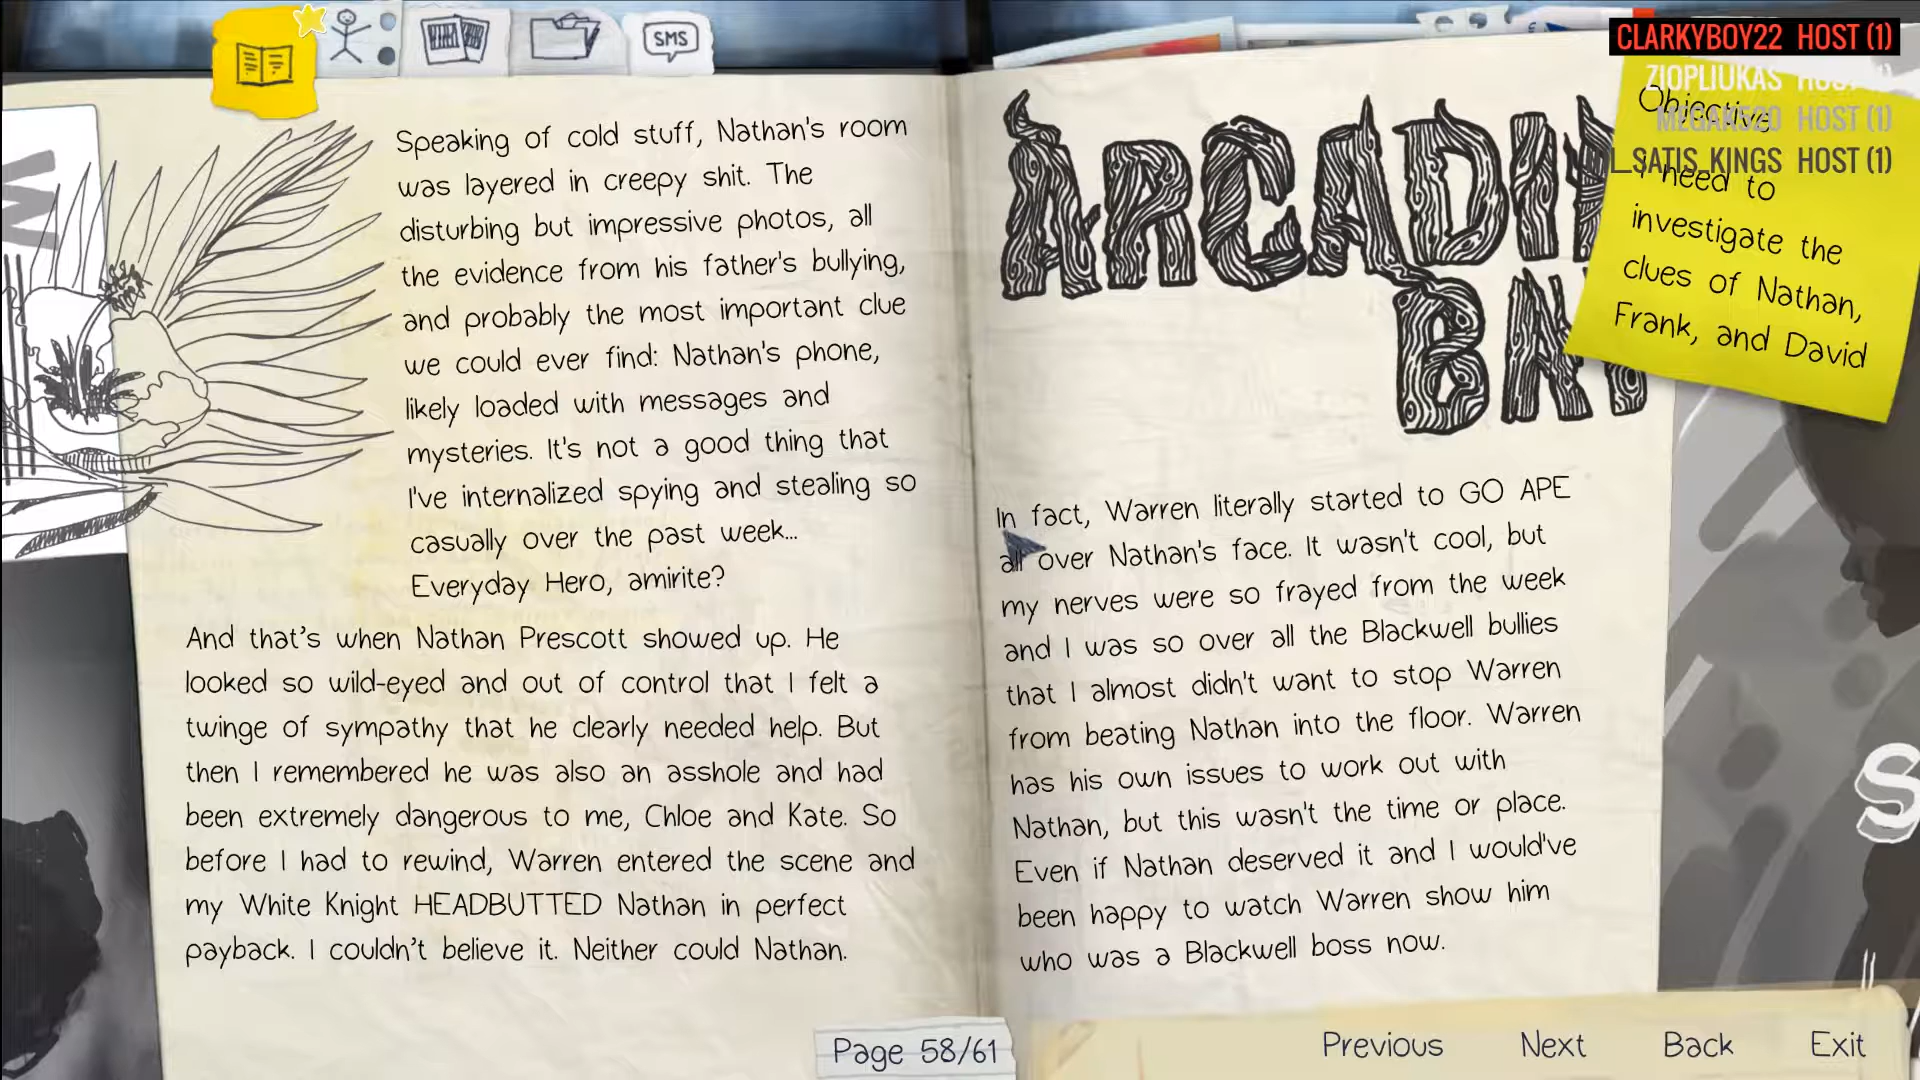 SMS
CLARKYBOY22 HOST (1)
ZIOPLIUKAS HOST (1)
MEGAK520 HOST (1)
_SATIS_KINGS HOST (1)
Speaking of cold stuff, Nathan's room
was layered in creepy shit. The
disturbing but impressive photos, all
the evidence from his father's bullying,
and probably the most important clue
we could ever find: Nathan's phone,
likely loaded with messages and
mysteries. It's not a good thing that
I've internalized spying and stealing so
casually over the past week...
Everyday Hero, amirite?
And that's when Nathan Prescott showed up. He
looked so wild-eyed and out of control that I felt a
twinge of sympathy that he clearly needed help. But
then I remembered he was also an asshole and had
been extremely dangerous to me, Chloe and Kate. So
before I had to rewind, Warren entered the scene and
my White Knight HEADBUTTED Nathan in perfect
payback. I couldn't believe it. Neither could Nathan.
ARCADI
BAY
In fact, Warren literally started to GO APE
all over Nathan's face. It wasn't cool, but
my nerves were so frayed from the week
and I was so over all the Blackwell bullies
that I almost didn't want to stop Warren
from beating Nathan into the floor. Warren
has his own issues to work out with
Nathan, but this wasn't the time or place.
Even if Nathan deserved it and I would've
been happy to watch Warren show him
who was a Blackwell boss now.
Objective
I need to
investigate the
clues of Nathan,
Frank, and David
Page 58/61
Previous Next Back Exit